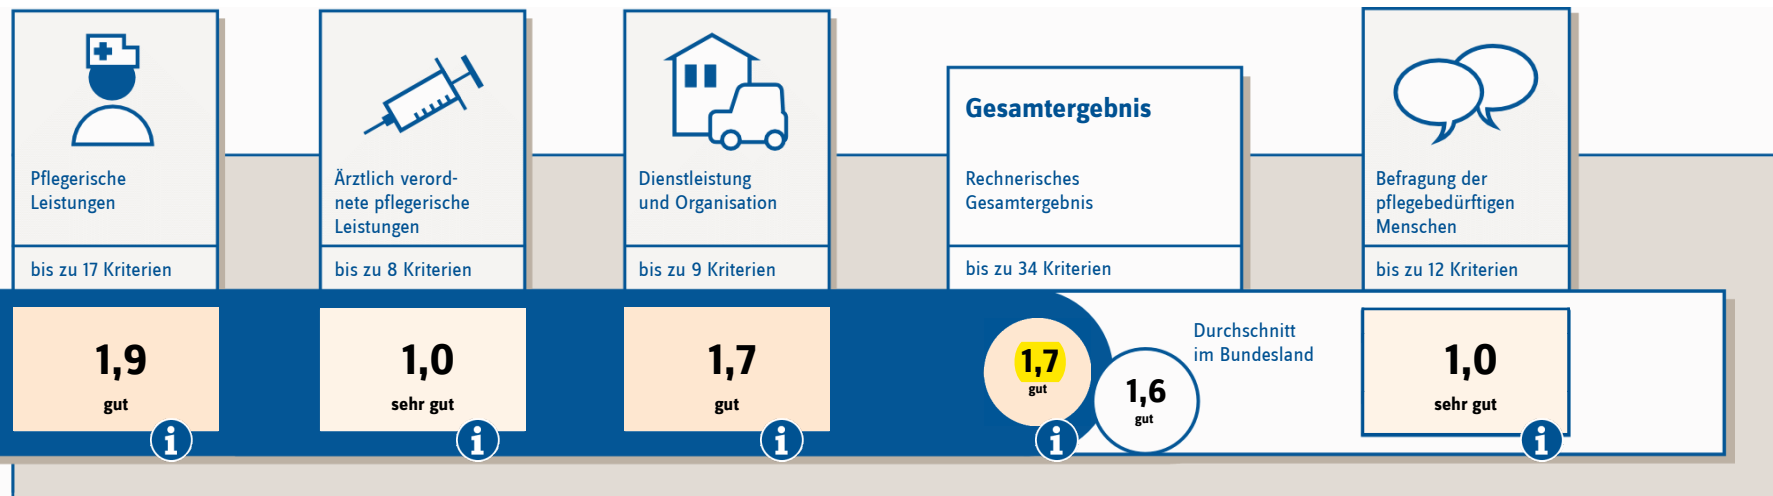 Pflegerische
Leistungen
bis zu 17 Kriterien
1,9
gut
Ärztlich verord-
nete pflegerische
Leistungen
bis zu 8 Kriterien
1,0
sehr gut
Dienstleistung
und Organisation
bis zu 9 Kriterien
1,7
gut
Gesamtergebnis
Rechnerisches
Gesamtergebnis
bis zu 34 Kriterien
1,7
gut
1,6
gut
Durchschnitt
im Bundesland
Befragung der
pflegebedürftigen
Menschen
bis zu 12 Kriterien
1,0
sehr gut